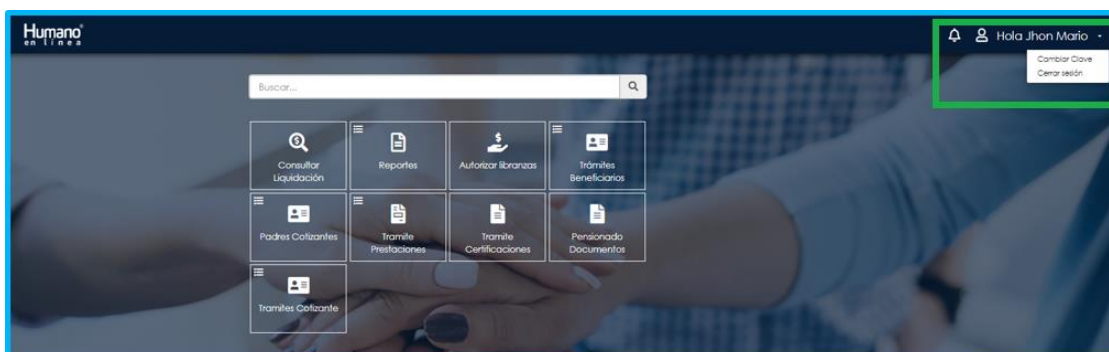 Humano®
en línea
Hola Jhon Mario
Cambiar Clave
Cerrar sesión
Buscar...
Consultar
Liquidación
Reportes
Autorizar libranzas
Trámites
Beneficiarios
Padres Cotizantes
Tramite
Prestaciones
Tramite
Certificaciones
Pensionado
Documentos
Tramites Cotizante